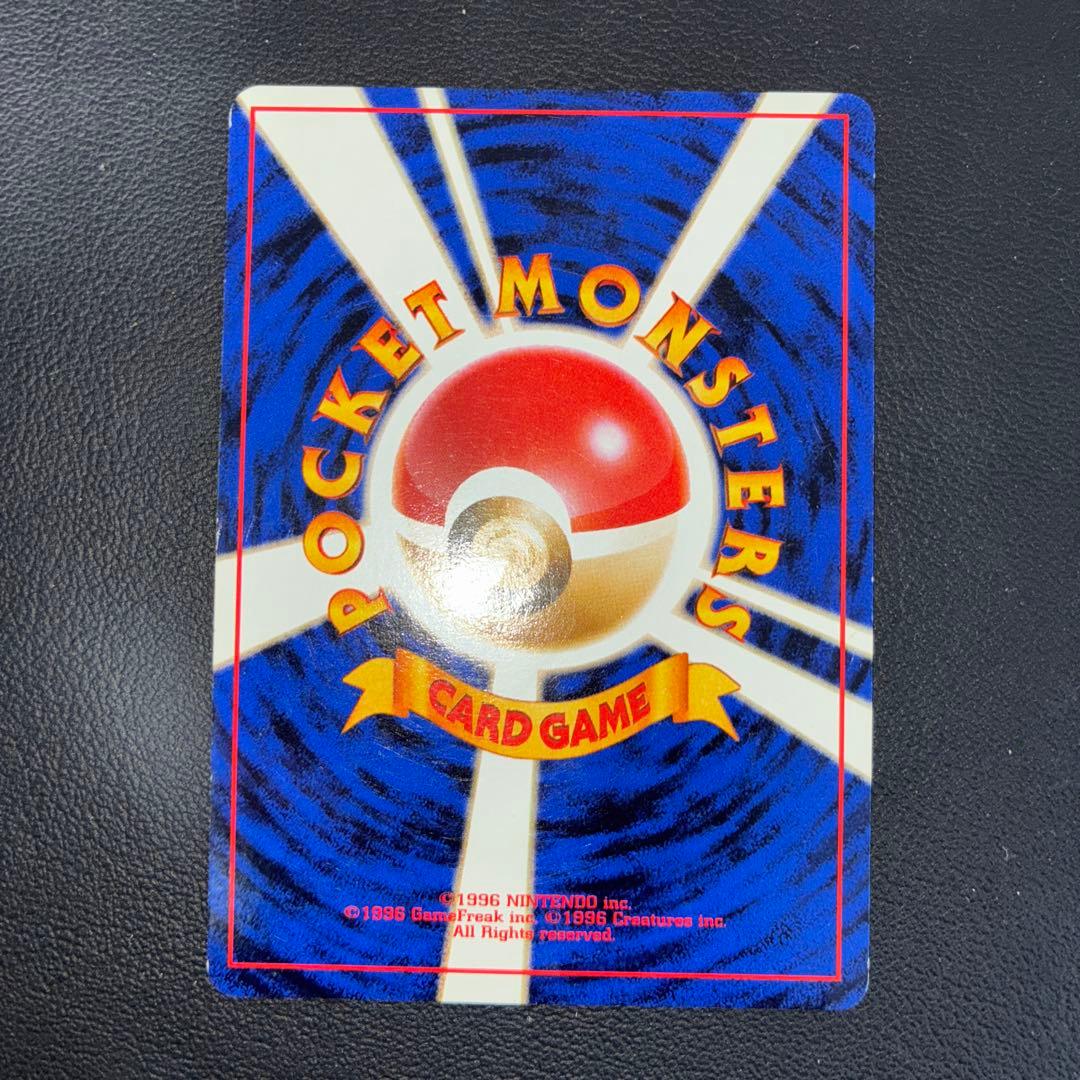 POCKET MONSTERS
CARD GAME
©1996 NINTENDO inc.
©1996 GameFreak inc. ©1996 Creatures inc.
All Rights reserved.